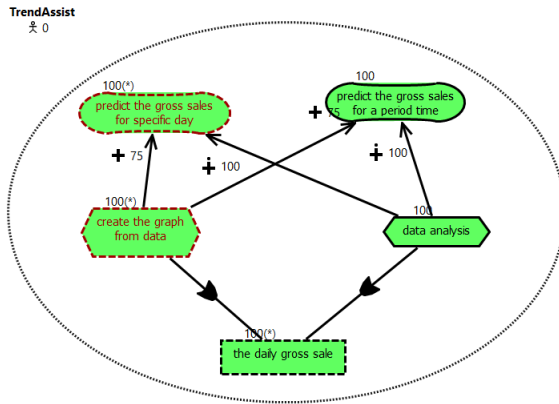 TrendAssist
0
100(*)
predict the gross sales
for specific day
100
predict the gross sales
for a period time
75
75
100
100
100(*)
create the graph
from data
100
data analysis
100(*)
the daily gross sale